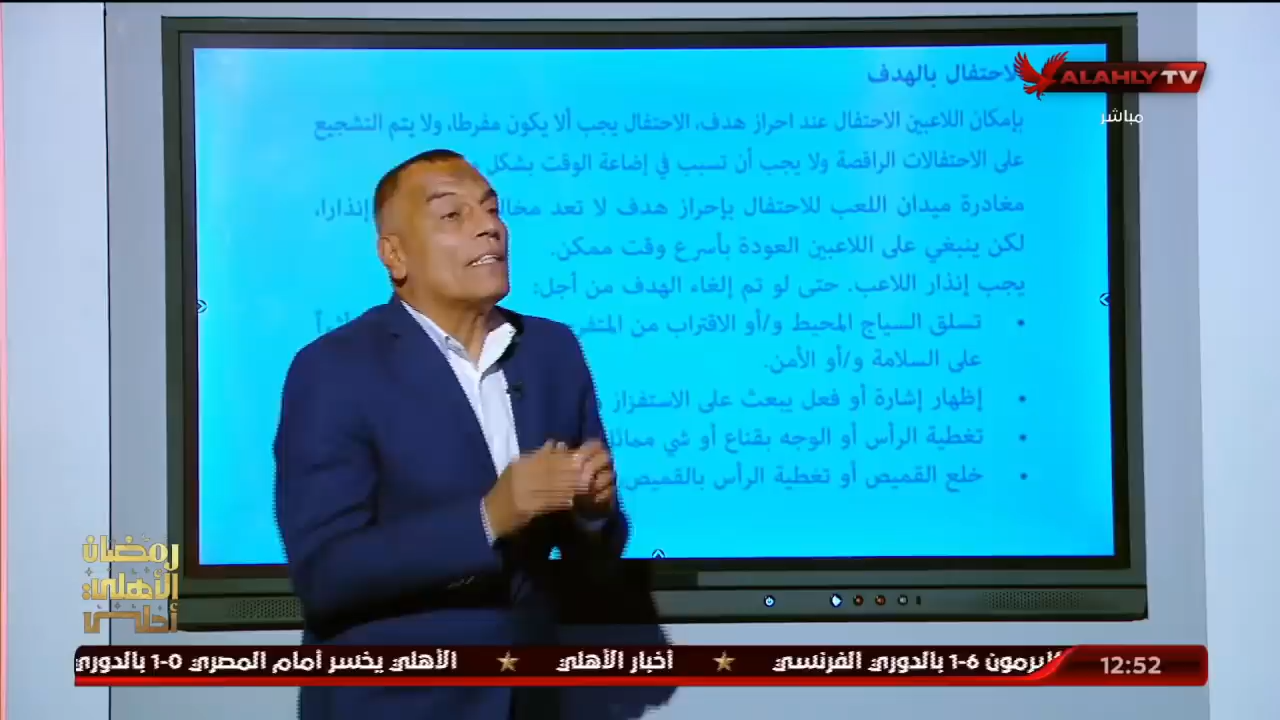 ALAHLY TV
مباشر
لاحتفال بالهدف
بإمكان اللاعبين الاحتفال عند احراز هدف، الاحتفال يجب ألا يكون مفرطا، ولا يتم التشجيع
على الاحتفالات الراقصة ولا يجب أن تسبب في إضاعة الوقت بشكل
مغادرة ميدان اللعب للاحتفال بإحراز هدف لا تعد إنذارا،
لكن ينبغي على اللاعبين العودة بأسرع وقت ممكن.
يجب إنذار اللاعب. حتى لو تم إلغاء الهدف من أجل:
• تسلق السياج المحيط و/أو الاقتراب من
على السلامة و/أو الأمن.
• إظهار إشارة أو فعل يبعث على الاستفزاز
• تغطية الرأس أو الوجه بقناع أو شي
• خلع القميص أو تغطية الرأس بالقميص
رمضان
الأهلي
أحلى
كليرمون 6-1 بالدوري الفرنسي ★ أخبار الأهلي ★ الأهلي يخسر أمام المصري 0-1 بالدوري
12:52